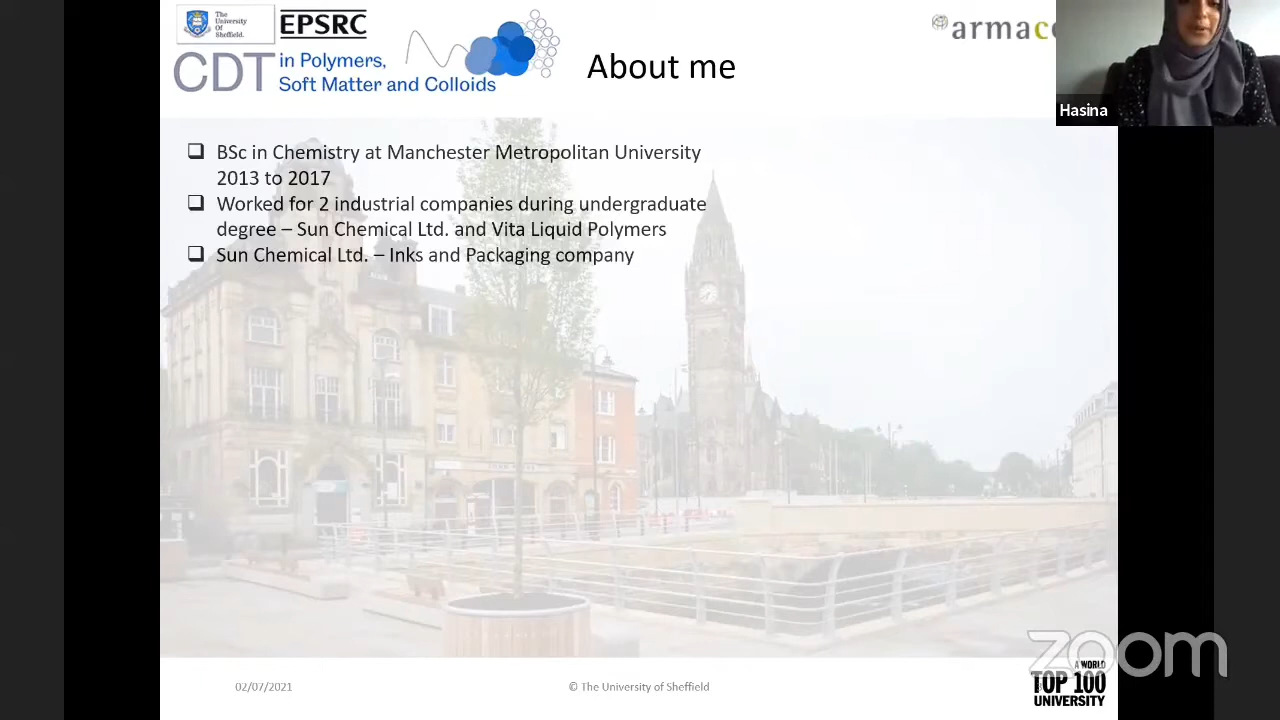 The
University
Of
Sheffield.
EPSRC
CDT in Polymers,
Soft Matter and Colloids
About me
armac
Hasina
❑ BSc in Chemistry at Manchester Metropolitan University
2013 to 2017
❑ Worked for 2 industrial companies during undergraduate
degree – Sun Chemical Ltd. and Vita Liquid Polymers
❑ Sun Chemical Ltd. – Inks and Packaging company
zoom
02/07/2021
© The University of Sheffield
A WORLD
TOP 100
UNIVERSITY